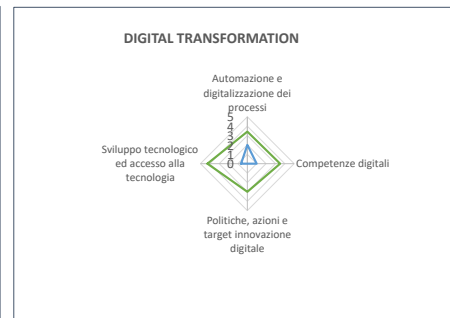 DIGITAL TRANSFORMATION
Automazione e
digitalizzazione dei
processi
5
4
3
2
1
0
Sviluppo tecnologico
ed accesso alla
tecnologia
Competenze digitali
Politiche, azioni e
target innovazione
digitale